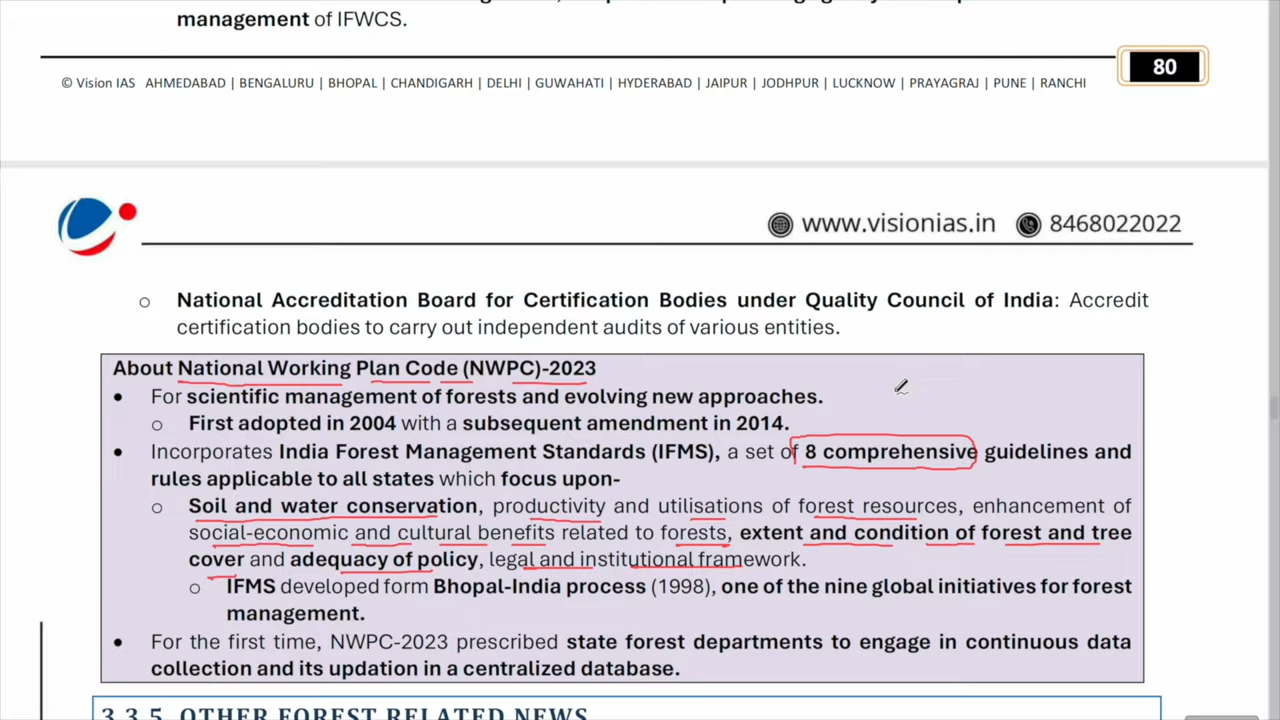 management of IFWCS.
80
© Vision IAS AHMEDABAD | BENGALURU | BHOPAL | CHANDIGARH | DELHI | GUWAHATI | HYDERABAD | JAIPUR | JODHPUR | LUCKNOW | PRAYAGRAJ | PUNE | RANCHI
www.visionias.in 8468022022
o National Accreditation Board for Certification Bodies under Quality Council of India: Accredit
certification bodies to carry out independent audits of various entities.
About National Working Plan Code (NWPC)-2023
• For scientific management of forests and evolving new approaches.
o First adopted in 2004 with a subsequent amendment in 2014.
• Incorporates India Forest Management Standards (IFMS), a set of 8 comprehensive guidelines and
rules applicable to all states which focus upon-
o Soil and water conservation, productivity and utilisations of forest resources, enhancement of
social-economic and cultural benefits related to forests, extent and condition of forest and tree
cover and adequacy of policy, legal and institutional framework.
o IFMS developed form Bhopal-India process (1998), one of the nine global initiatives for forest
management.
• For the first time, NWPC-2023 prescribed state forest departments to engage in continuous data
collection and its updation in a centralized database.
3.3.5. OTHER FOREST RELATED NEWS